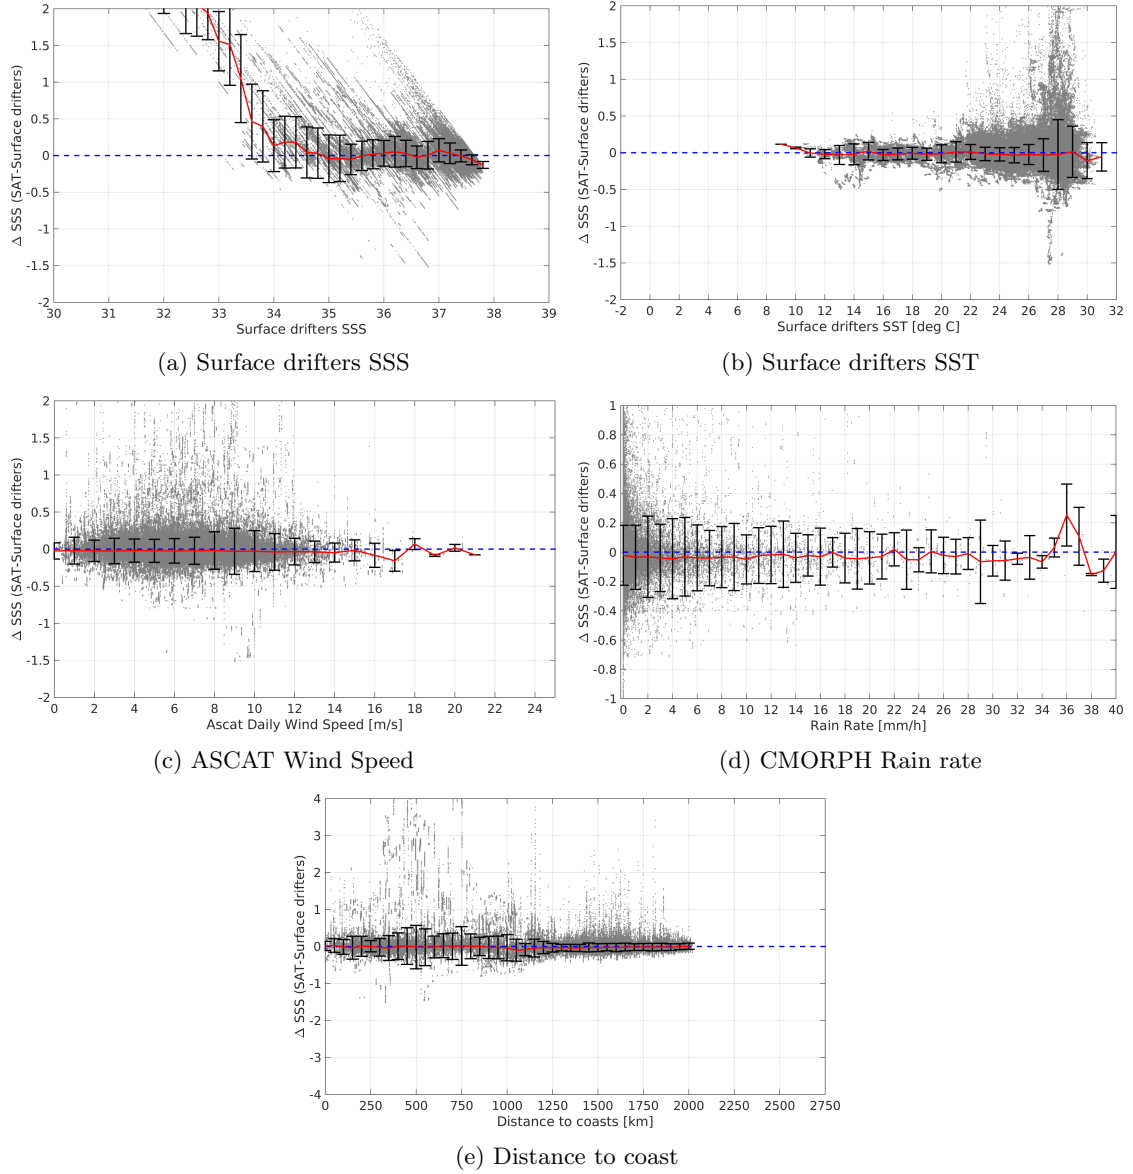 2
1.5
1
0.5
0
-0.5
-1
-1.5
-2
Δ SSS (SAT-Surface drifters)
30 31 32 33 34 35 36 37 38 39
Surface drifters SSS
(a) Surface drifters SSS
2
1.5
1
0.5
0
-0.5
-1
-1.5
-2
Δ SSS (SAT-Surface drifters)
-2 0 2 4 6 8 10 12 14 16 18 20 22 24 26 28 30 32
Surface drifters SST [deg C]
(b) Surface drifters SST
2
1.5
1
0.5
0
-0.5
-1
-1.5
-2
Δ SSS (SAT-Surface drifters)
0 2 4 6 8 10 12 14 16 18 20 22 24
Ascat Daily Wind Speed [m/s]
(c) ASCAT Wind Speed
1
0.8
0.6
0.4
0.2
0
-0.2
-0.4
-0.6
-0.8
-1
Δ SSS (SAT-Surface drifters)
0 2 4 6 8 10 12 14 16 18 20 22 24 26 28 30 32 34 36 38 40
Rain Rate [mm/h]
(d) CMORPH Rain rate
4
3
2
1
0
-1
-2
-3
-4
Δ SSS (SAT-Surface drifters)
0 250 500 750 1000 1250 1500 1750 2000 2250 2500 2750
Distance to coasts [km]
(e) Distance to coast